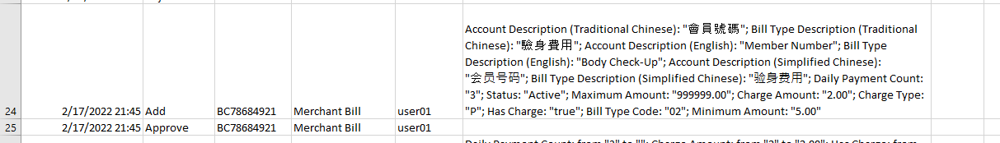 Account Description (Traditional Chinese): "會員號碼"; Bill Type Description (Traditional
Chinese): "驗身費用"; Account Description (English): "Member Number"; Bill Type
Description (English): "Body Check-Up"; Account Description (Simplified Chinese):
"会员号码"; Bill Type Description (Simplified Chinese): "验身费用"; Daily Payment Count:
"3"; Status: "Active"; Maximum Amount: "999999.00"; Charge Amount: "2.00"; Charge Type:
24 2/17/2022 21:45 Add BC78684921 Merchant Bill user01 "P"; Has Charge: "true"; Bill Type Code: "02"; Minimum Amount: "5.00"
25 2/17/2022 21:45 Approve BC78684921 Merchant Bill user01
Daily Payment Count: from "3" to ""; Charge Amount: from "2" to "2.00"; Has Charge: from